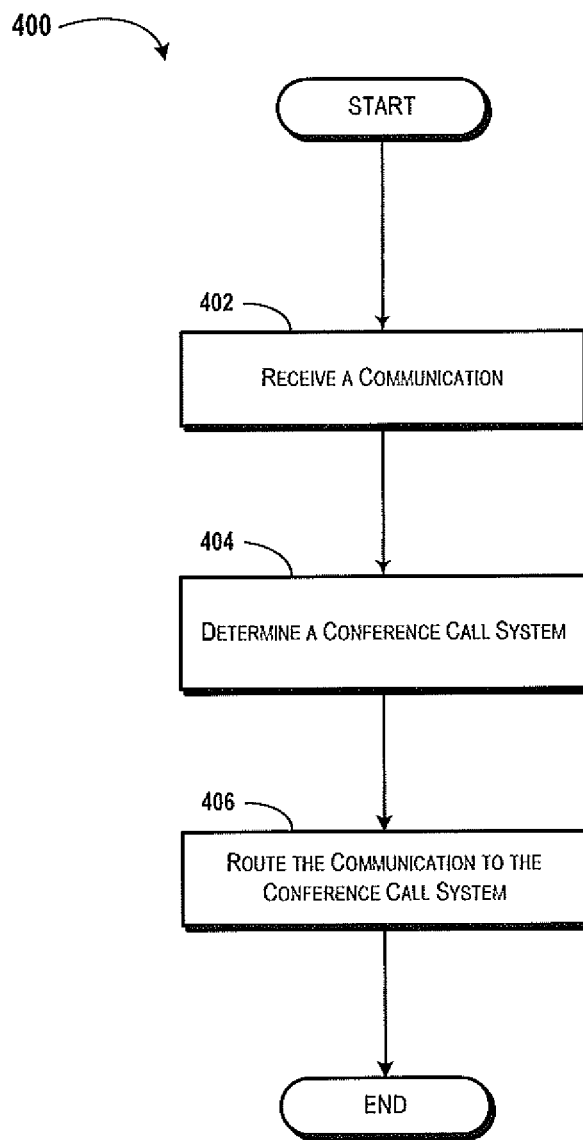 400
START
402
RECEIVE A COMMUNICATION
404
DETERMINE A CONFERENCE CALL SYSTEM
406
ROUTE THE COMMUNICATION TO THE
CONFERENCE CALL SYSTEM
END